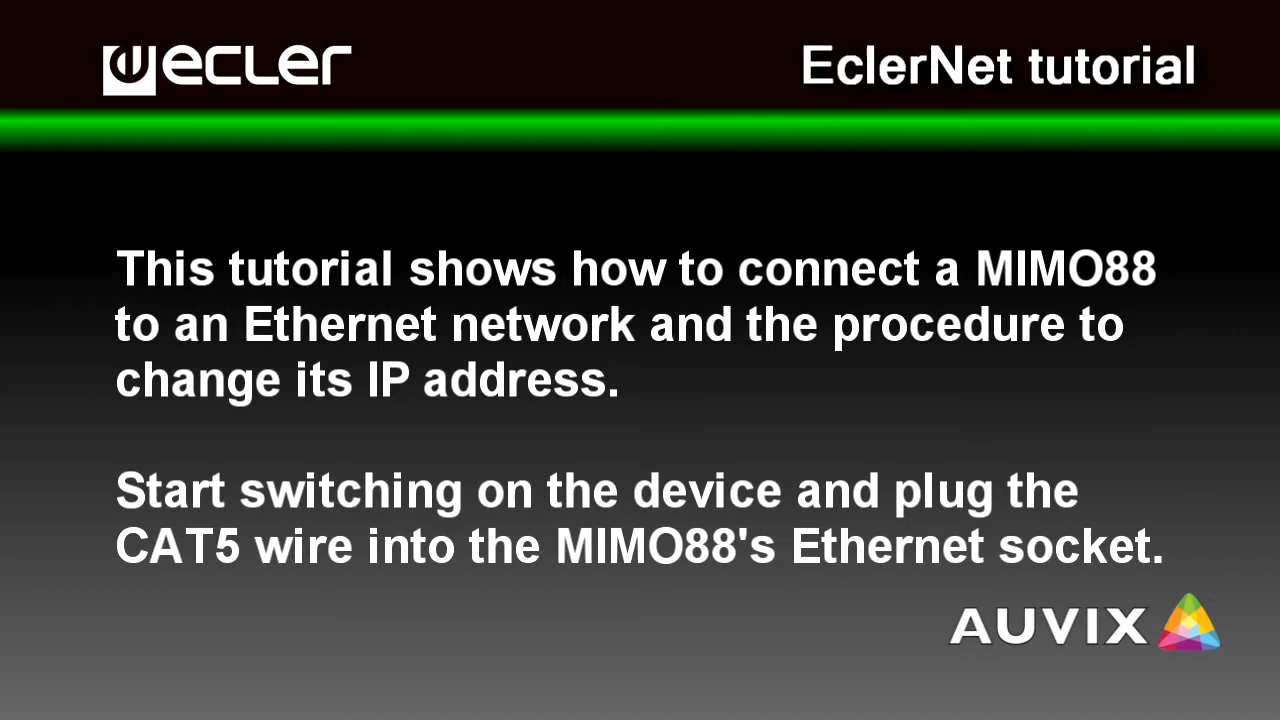 ecler
EclerNet tutorial
This tutorial shows how to connect a MIMO88
to an Ethernet network and the procedure to
change its IP address.
Start switching on the device and plug the
CAT5 wire into the MIMO88's Ethernet socket.
AUVIX